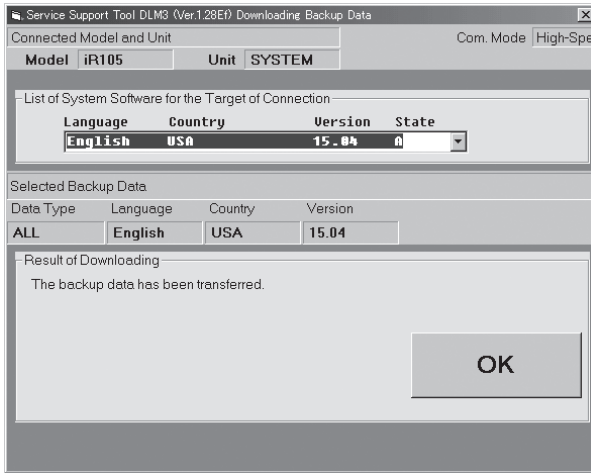 Service Support Tool DLM3 (Ver.1.28Ef) Downloading Backup Data
Connected Model and Unit Com. Mode High-Spe
Model iR105 Unit SYSTEM
List of System Software for the Target of Connection
Language Country Version State
English USA 15.04 A
Selected Backup Data
Data Type Language Country Version
ALL English USA 15.04
Result of Downloading
The backup data has been transferred.
OK